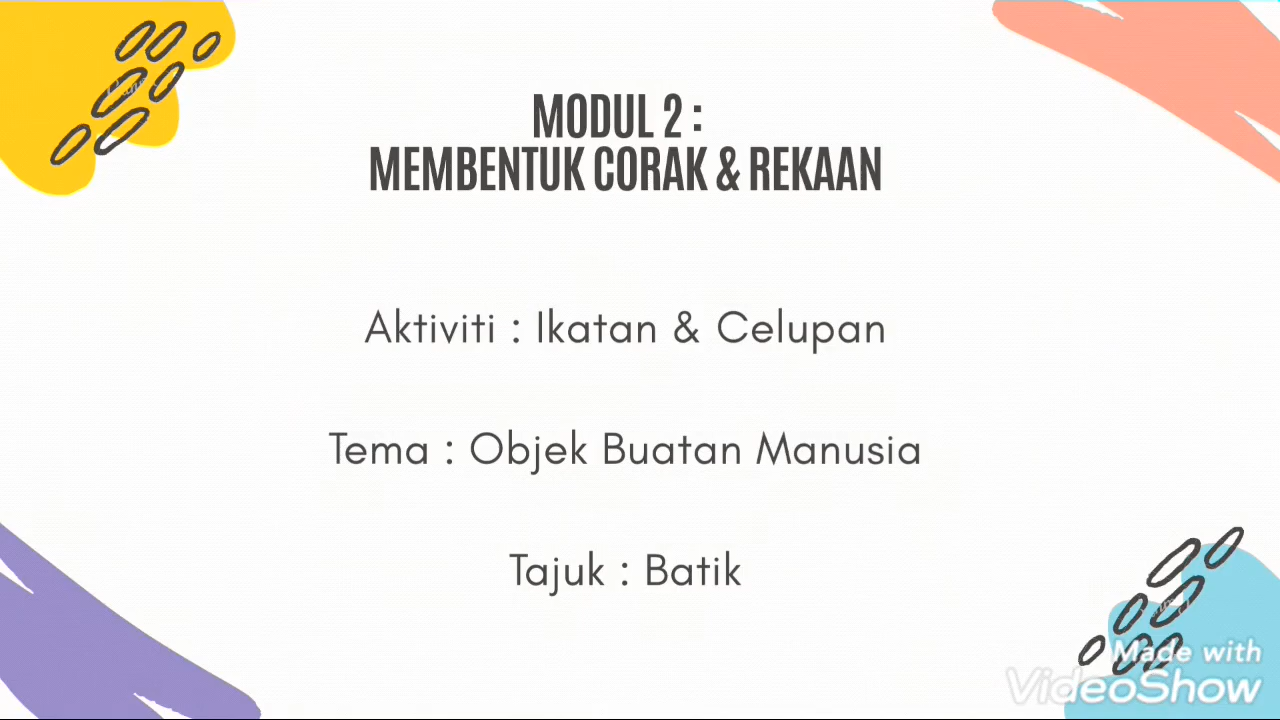 MODUL 2 :
MEMBENTUK CORAK & REKAAN
Aktiviti : Ikatan & Celupan
Tema : Objek Buatan Manusia
Tajuk : Batik
Made with
VideoShow